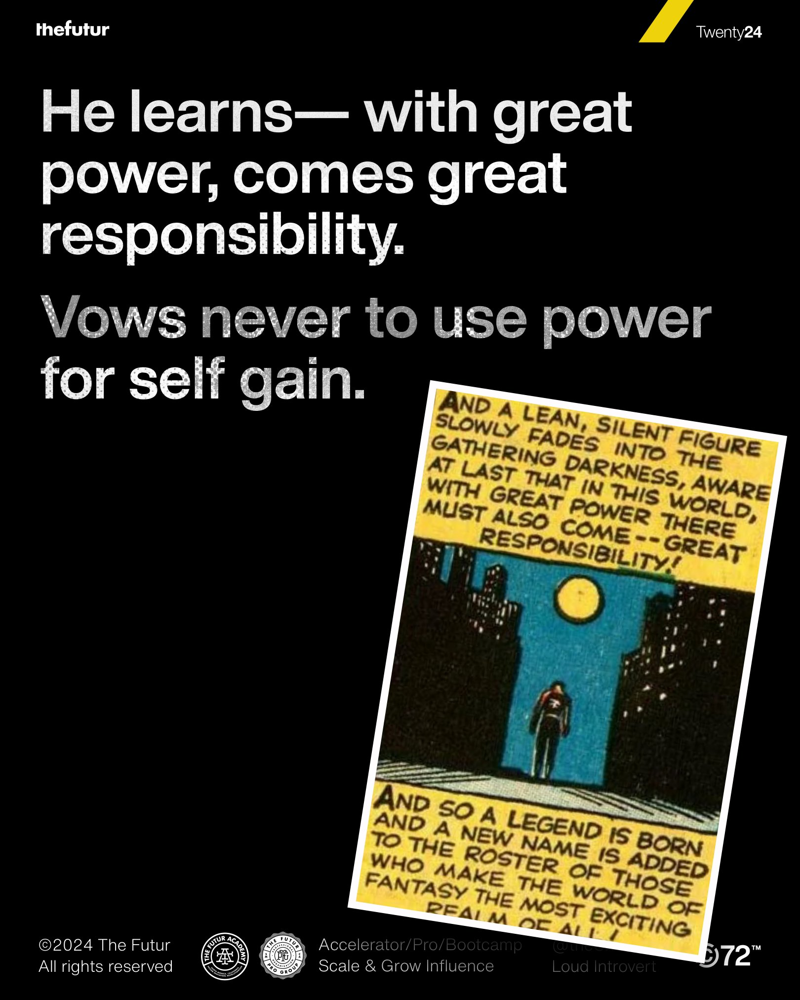 thefutur
Twenty24
He learns— with great
power, comes great
responsibility.
Vows never to use power
for self gain.
AND A LEAN, SILENT FIGURE
SLOWLY FADES INTO THE
GATHERING DARKNESS, AWARE
AT LAST THAT IN THIS WORLD,
WITH GREAT POWER THERE
MUST ALSO COME--GREAT
RESPONSIBILITY!
AND SO A LEGEND IS BORN
AND A NEW NAME IS ADDED
TO THE ROSTER OF THOSE
WHO MAKE THE WORLD OF
FANTASY THE MOST EXCITING
REALM OF ALL!
©2024 The Futur
All rights reserved
THE FUTUR ACADEMY
THE FUTUR
PRO GROUP
Accelerator/Pro/Bootcamp
Scale & Grow Influence
Loud Introvert
©72™